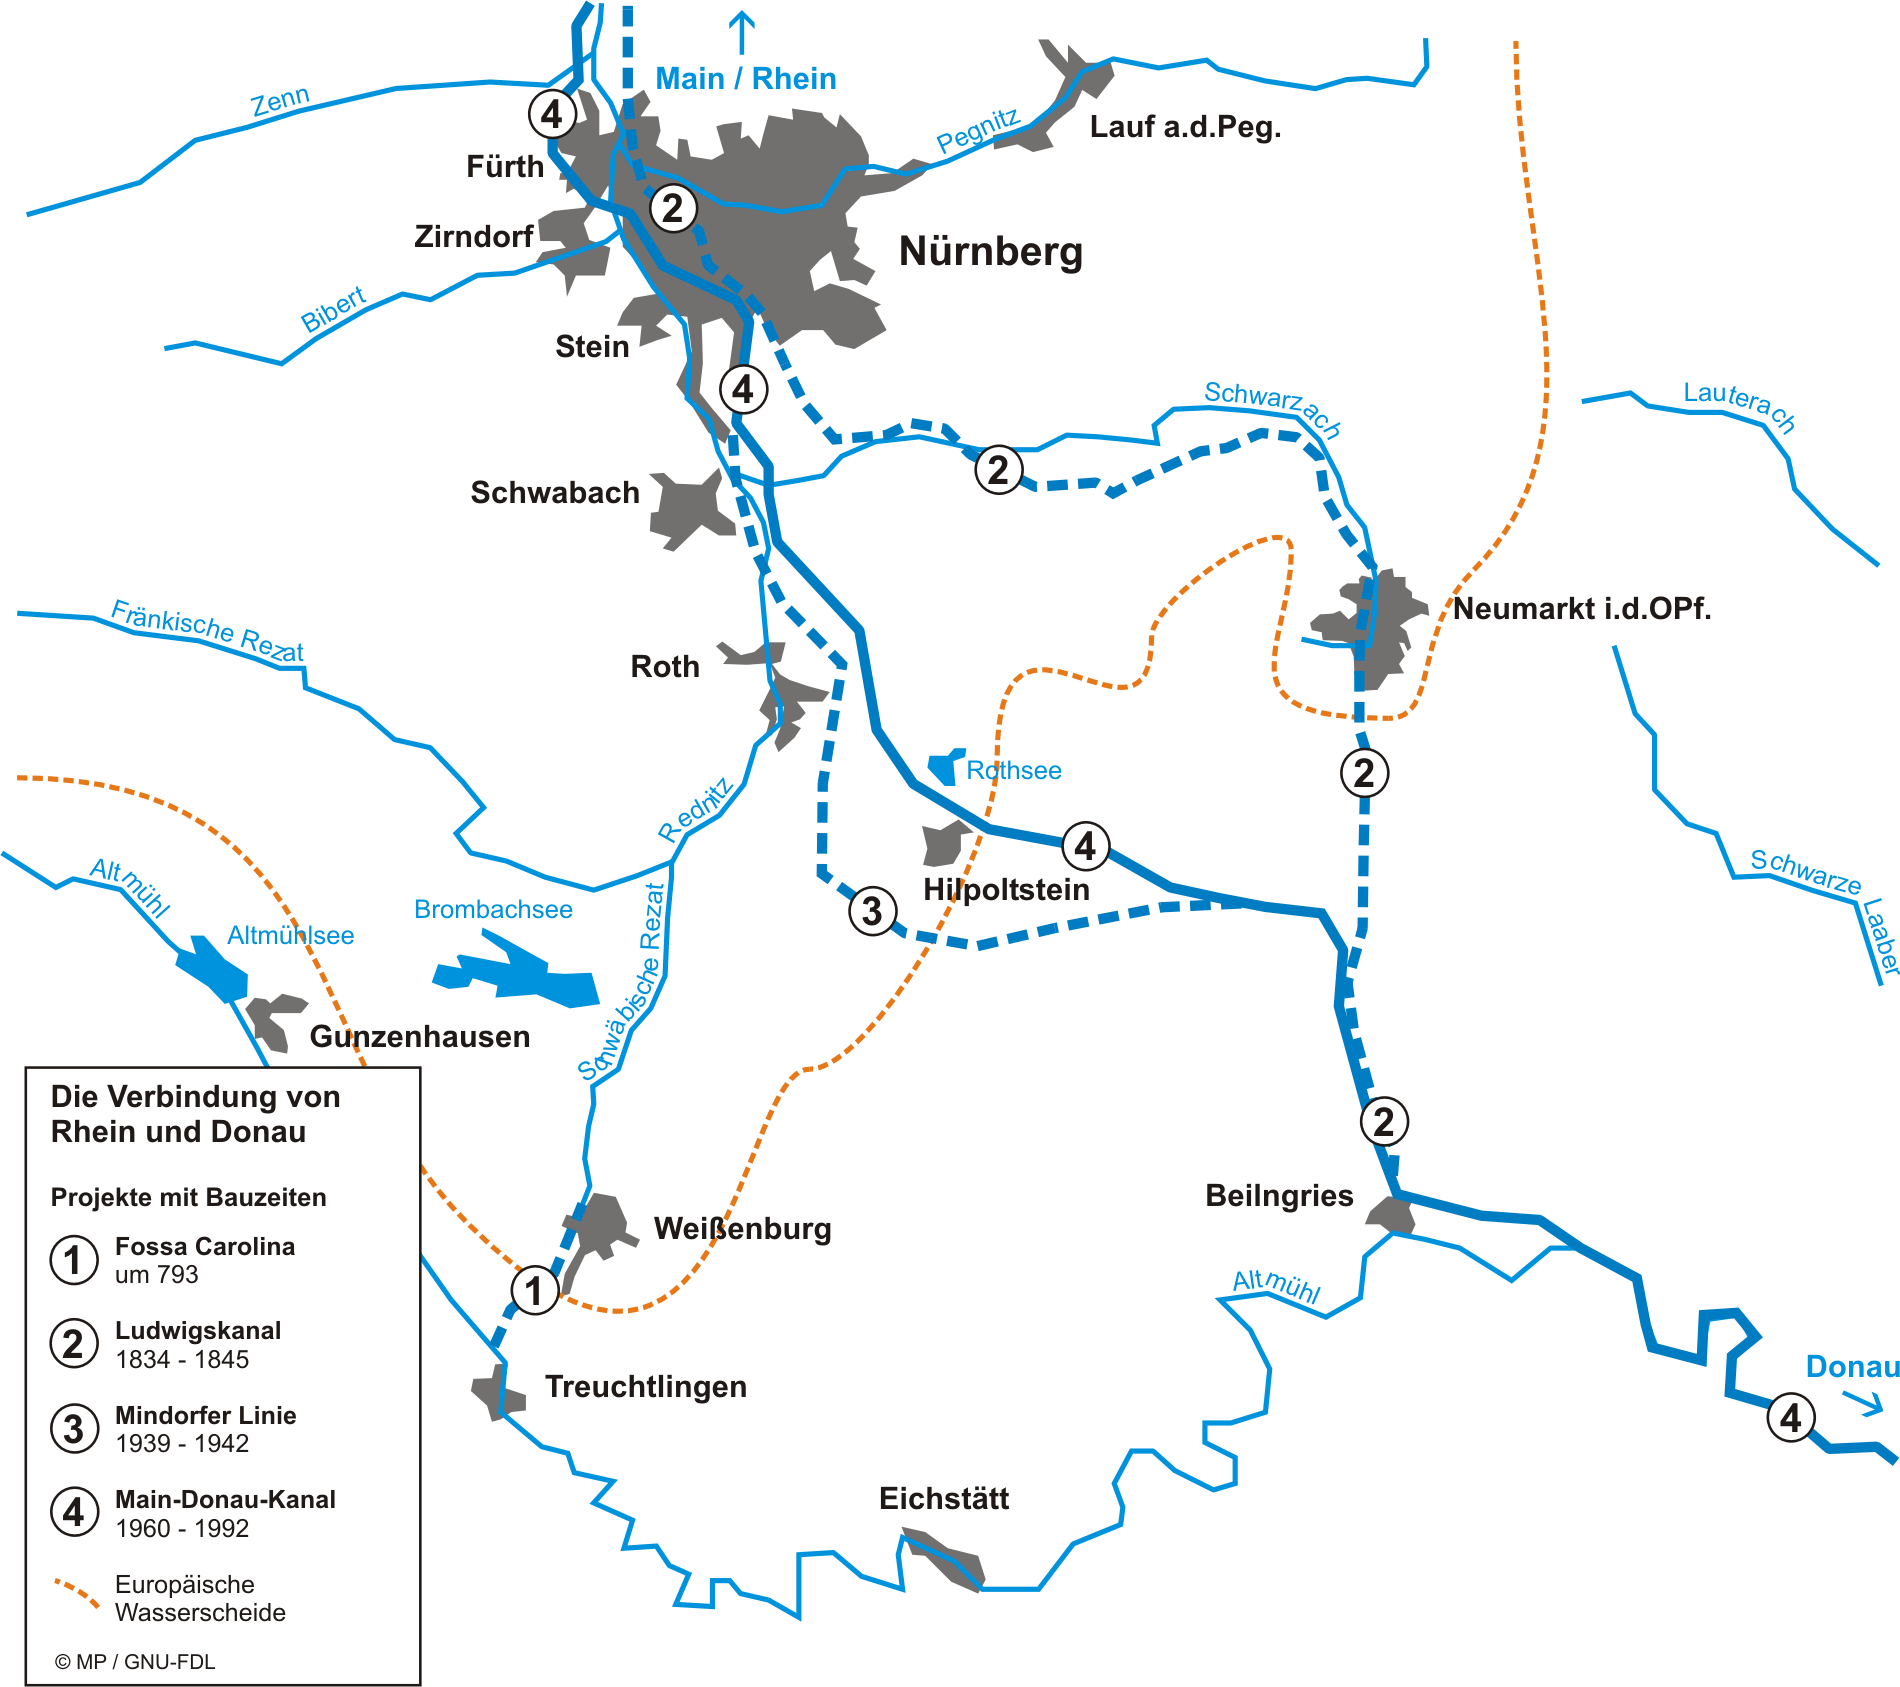 Main / Rhein
Zenn
4
Fürth
Pegnitz
Lauf a.d.Peg.
2
Zirndorf
Nürnberg
Bibert
Stein
4
Schwarzach
Lauterach
2
Schwabach
Fränkische Rezat
Neumarkt i.d.OPf.
Roth
Rothsee
2
Rednitz
4
Hilpoltstein
3
Altmühl
Altmühlsee
Brombachsee
Schwäbische Rezat
Schwarze Laaber
Gunzenhausen
2
Beilngries
Weißenburg
1
Altmühl
Treuchtlingen
Donau
4
Eichstätt
Die Verbindung von
Rhein und Donau
Projekte mit Bauzeiten
1 Fossa Carolina
um 793
2 Ludwigskanal
1834 - 1845
3 Mindorfer Linie
1939 - 1942
4 Main-Donau-Kanal
1960 - 1992
Europäische
Wasserscheide
© MP / GNU-FDL